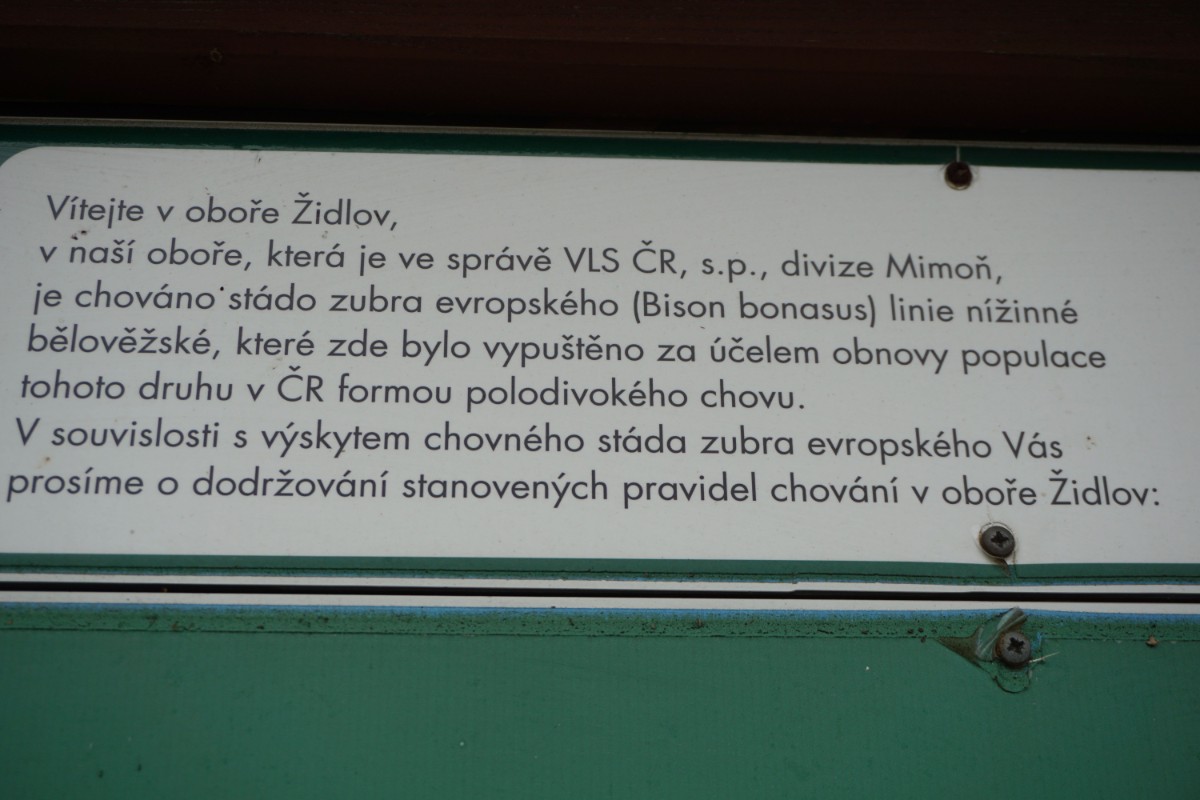 Vítejte v oboře Židlov,
v naší oboře, která je ve správě VLS ČR, s.p., divize Mimoň,
je chováno stádo zubra evropského (Bison bonasus) linie nížinné
bělověžské, které zde bylo vypuštěno za účelem obnovy populace
tohoto druhu v ČR formou polodivokého chovu.
V souvislosti s výskytem chovného stáda zubra evropského Vás
prosíme o dodržování stanovených pravidel chování v oboře Židlov: